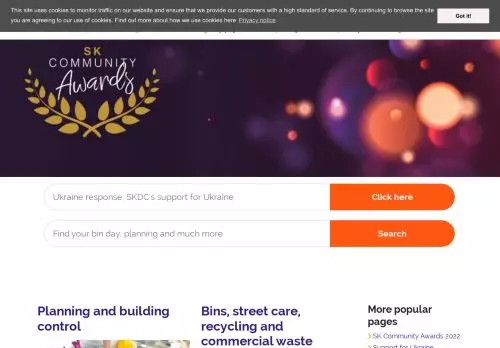 This site uses cookies to monitor traffic on our website and ensure that we provide our customers with a high standard of service. By continuing to browse the site
you are agreeing to our use of cookies. Find out more about how we use cookies here  Privacy policy
Got it!
SK
COMMUNITY
Awards
Ukraine response: SKDC's support for Ukraine
Click here
Find your bin day, planning and much more
Search
Planning and building
control
Bins, street care,
recycling and
commercial waste
More popular
pages
SK Community Awards 2022
Support for Ukraine